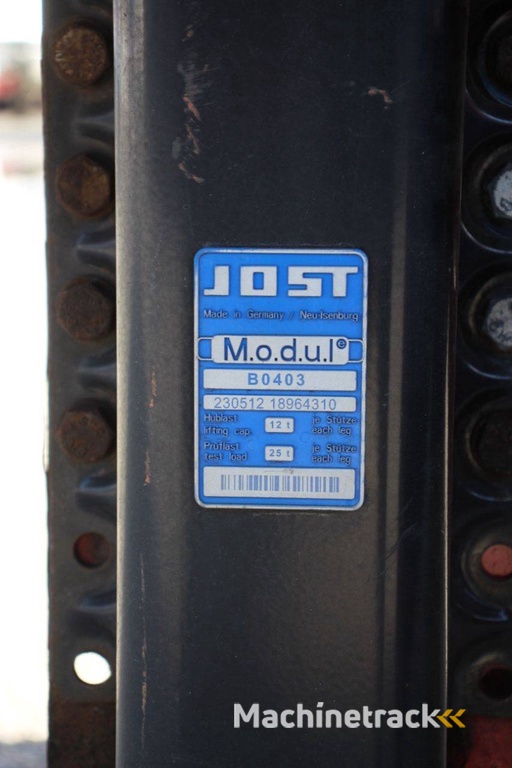 JOST
Made in Germany / Neu-Isenburg
M.o.d.u.l®
B0403
230512 18964310
Hublast 12 t je Stütze
lifting cap. each leg
Prüflast 25 t je Stütze
test load each leg
Machinetrack